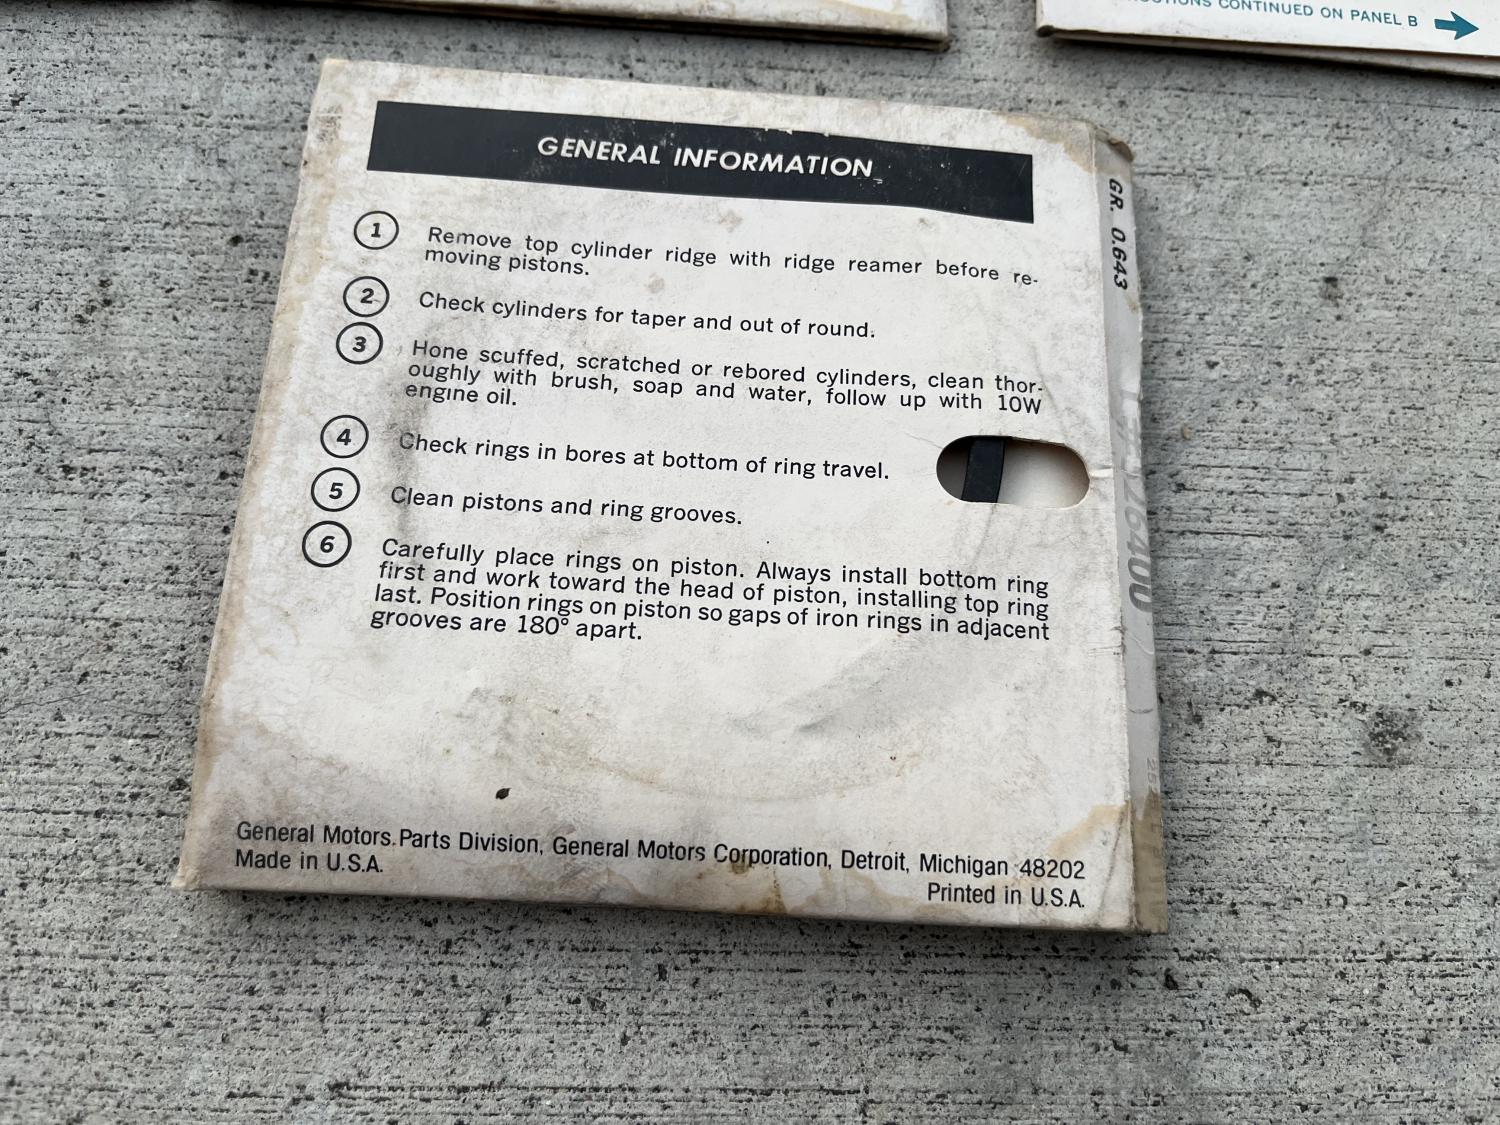 CONTINUED ON PANEL B
GENERAL INFORMATION
1 Remove top cylinder ridge with ridge reamer before re-
moving pistons.
2 Check cylinders for taper and out of round.
3 Hone scuffed, scratched or rebored cylinders, clean thor-
oughly with brush, soap and water, follow up with 10W
engine oil.
4 Check rings in bores at bottom of ring travel.
5 Clean pistons and ring grooves.
6 Carefully place rings on piston. Always install bottom ring
first and work toward the head of piston, installing top ring
last. Position rings on piston so gaps of iron rings in adjacent
grooves are 180° apart.
General Motors Parts Division, General Motors Corporation, Detroit, Michigan 48202
Made in U.S.A.
Printed in U.S.A.
GR. 0.643